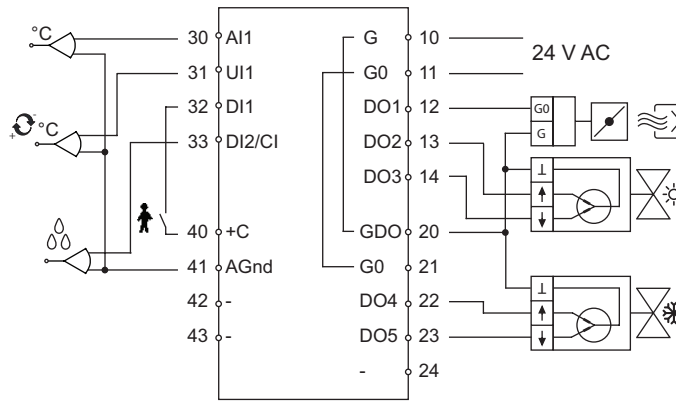 °C 30 AI1 G 10
24 V AC
31 UI1 G0 11
32 DI1 DO1 12 G0
+ - °C 33 DI2/CI DO2 13 G
DO3 14 ⊥
↑
↓
40 +C GDO 20
41 AGnd G0 21
42 - DO4 22 ⊥
↑
43 - DO5 23 ↓
- 24